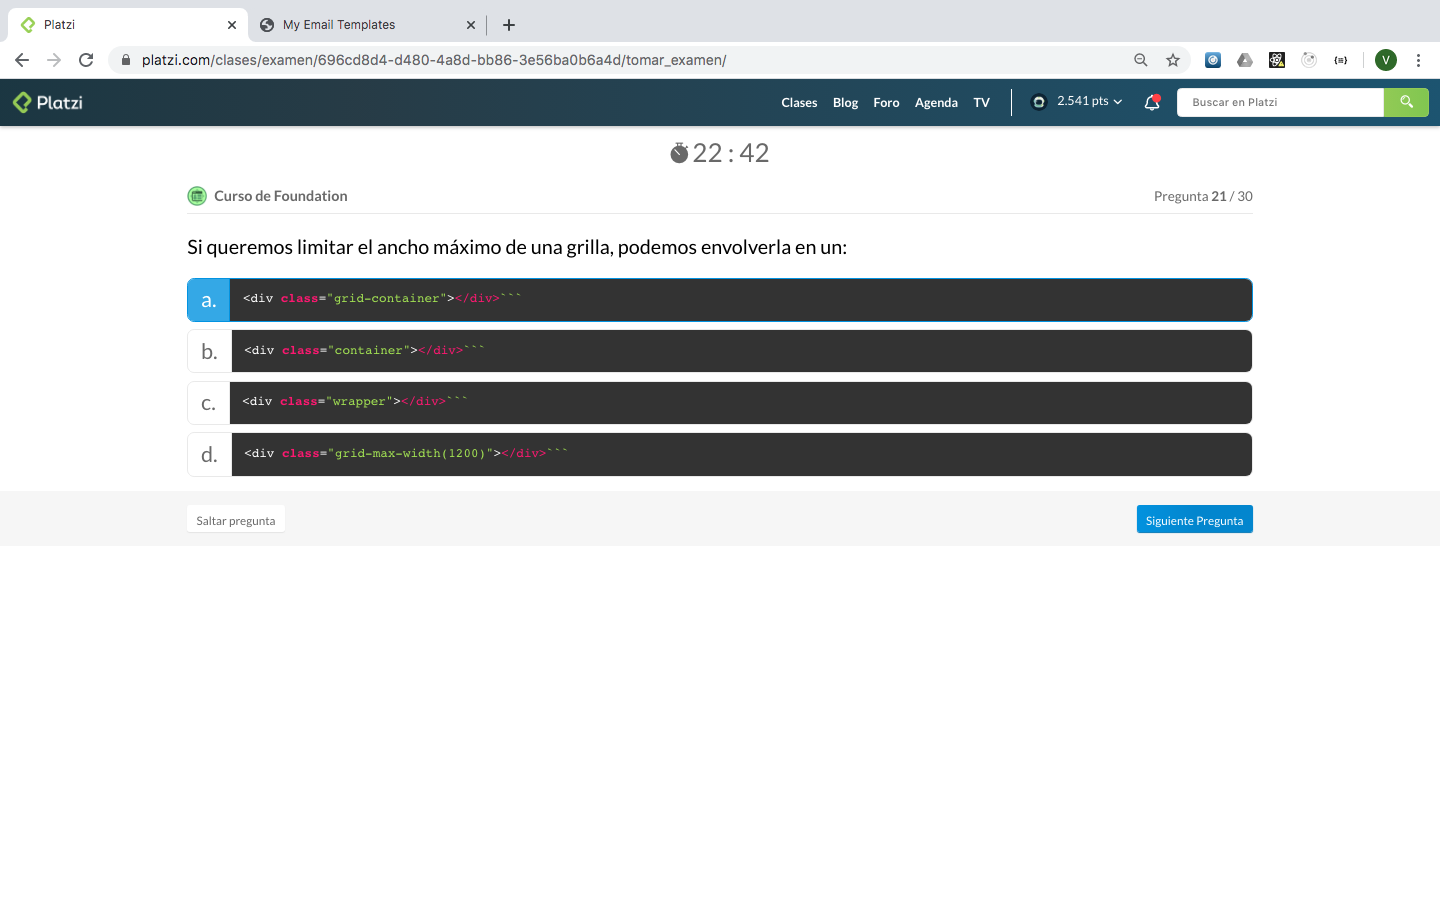 Platzi
My Email Templates
platzi.com/clases/examen/696cd8d4-d480-4a8d-bb86-3e56ba0b6a4d/tomar_examen/
V
Platzi
Clases Blog Foro Agenda TV
2.541 pts
Buscar en Platzi
22 : 42
Curso de Foundation
Pregunta 21 / 30
Si queremos limitar el ancho máximo de una grilla, podemos envolverla en un:
a. <div class="grid-container"></div>```
b. <div class="container"></div>```
c. <div class="wrapper"></div>```
d. <div class="grid-max-width(1200)"></div>```
Saltar pregunta
Siguiente Pregunta